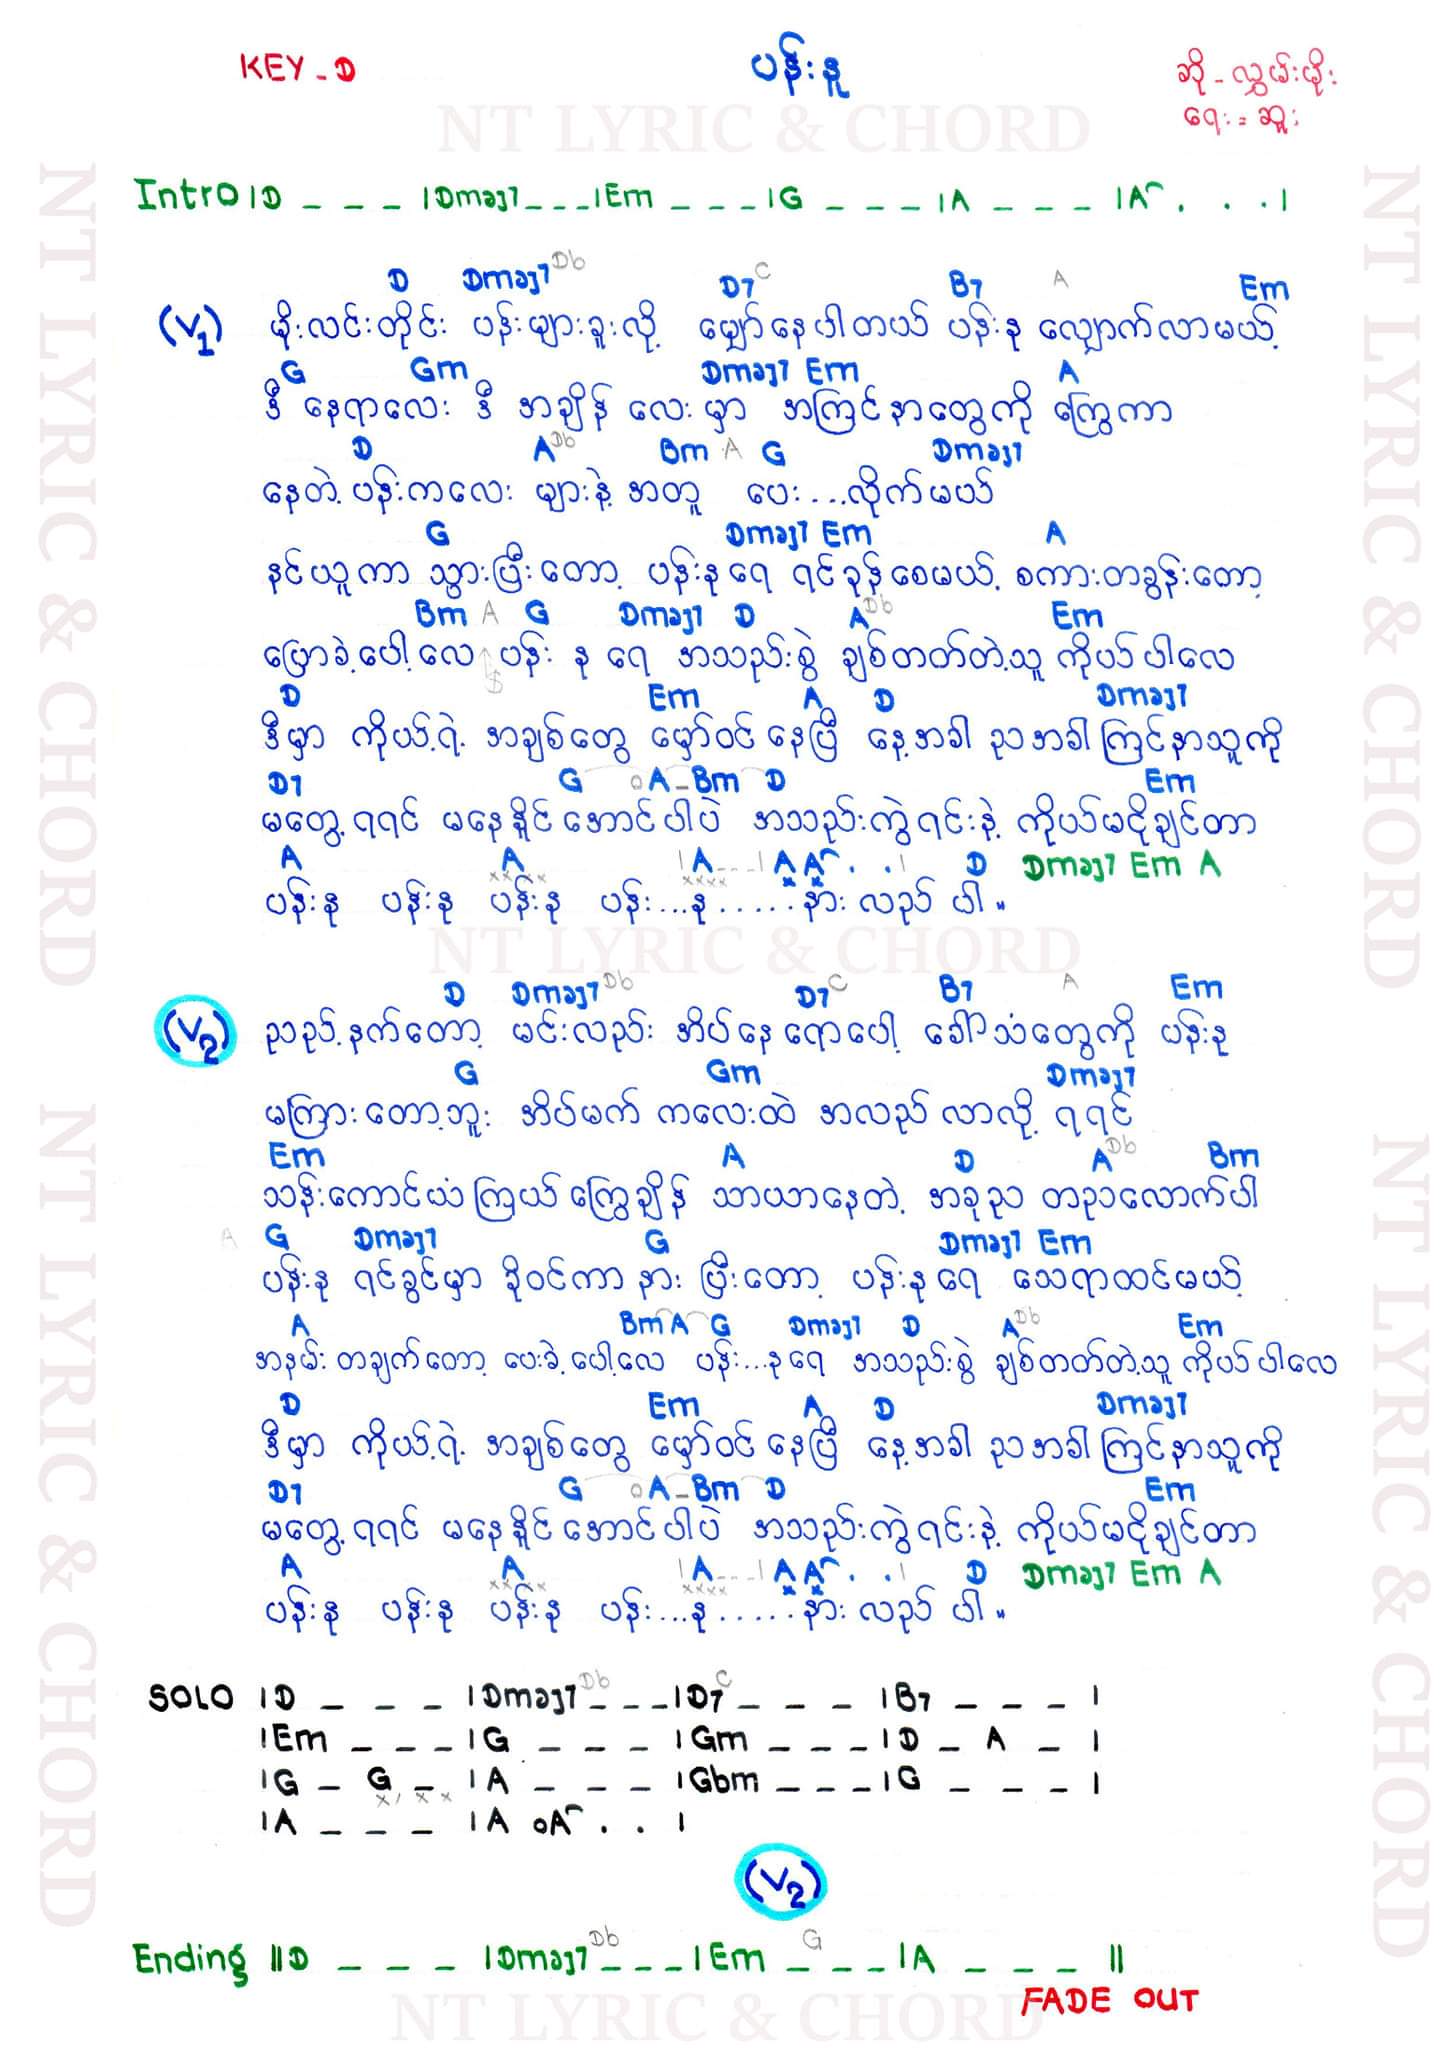 KEY - D
ပန်းနု
ဆို - လွှမ်းမိုး
ရေး = ဆူး
NT LYRIC & CHORD
Intro |D _ _ _ |Dmaj7 _ _ _ |Em _ _ _ |G _ _ _ |A _ _ _ |A . . . |
D Dmaj7 Db D7 C B7 A Em
(V1) မိုးလင်းတိုင်း ပန်းများခူးလို့ မျှော်နေပါတယ် ပန်းနု လျှောက်လာမယ့်
G Gm Dmaj7 Em A
ဒီ နေရာလေး ဒီ အချိန် လေးမှာ အကြင်နာတွေကို ကြွေကာ
D A Db Bm A G Dmaj7
နေတဲ့ ပန်းကလေး များနဲ့ အတူ ပေး...လိုက်မယ်
G Dmaj7 Em A
နင်ယူကာ သွားပြီးတော့ ပန်းနုရေ ရင်ခုန်စေမယ့် စကားတခွန်းတော့
Bm A G Dmaj7 D A Db Em
ပြောခဲ့ပေါ့လေ ပန်း နု ရေ အသည်းစွဲ ချစ်တတ်တဲ့သူ ကိုယ်ပါလေ
D Em A D Dmaj7
ဒီမှာ ကိုယ့်ရဲ့ အချစ်တွေ မှော်ဝင်နေပြီ နေ့အခါ ညအခါ ကြင်နာသူကို
D7 G A - Bm D Em
မတွေ့ရရင် မနေနိူင်အောင်ပါပဲ အသည်းကွဲရင်းနဲ့ ကိုယ်မငိုချင်တာ
A A |A _ _ _ |A A . . | D Dmaj7 Em A
ပန်းနု ပန်းနု ပန်းနု ပန်း...နု...... နားလည်ပါ။
NT LYRIC & CHORD
D Dmaj7 Db D7 C B7 A Em
(V2) ညည့်နက်တော့ မင်းလည်း အိပ်နေရောပေါ့ ခေါ်သံတွေကို ပန်းနု
G Gm Dmaj7
မကြားတော့ဘူး အိပ်မက် ကလေးထဲ အလည် လာလို့ ရရင်
Em A D A Db Bm
သန်းကောင်ယံ ကြယ်ကြွေချိန် သာယာနေတဲ့ အခုည တညလောက်ပါ
A G Dmaj7 G Dmaj7 Em
ပန်းနု ရင်ခွင်မှာ ခိုဝင်ကာ နား ပြီးတော့ ပန်းနုရေ သေရာထင်မယ့်
A Bm A G Dmaj7 D A Db Em
အနမ်း တချက်တော့ ပေးခဲ့ပေါ့လေ ပန်း...နုရေ အသည်းစွဲ ချစ်တတ်တဲ့သူ ကိုယ်ပါလေ
D Em A D Dmaj7
ဒီမှာ ကိုယ့်ရဲ့ အချစ်တွေ မှော်ဝင်နေပြီ နေ့အခါ ညအခါ ကြင်နာသူကို
D7 G A - Bm D Em
မတွေ့ရရင် မနေနိူင်အောင်ပါပဲ အသည်းကွဲရင်းနဲ့ ကိုယ်မငိုချင်တာ
A A |A _ _ _ |A A . . | D Dmaj7 Em A
ပန်းနု ပန်းနု ပန်းနု ပန်း...နု...... နားလည်ပါ။
SOLO |D _ _ _ |Dmaj7 Db _ _ _ |D7 C _ _ _ |B7 _ _ _ |
|Em _ _ _ |G _ _ _ |Gm _ _ _ |D _ A _ |
|G _ G _ |A _ _ _ |Gbm _ _ _ |G _ _ _ |
|A _ _ _ |A A . . |
(V2)
Ending ||D _ _ _ |Dmaj7 Db _ _ _ |Em _ G _ _ |A _ _ _ ||
FADE OUT
NT LYRIC & CHORD
NT LYRIC & CHORD
NT LYRIC & CHORD
NT LYRIC & CHORD
NT LYRIC & CHORD